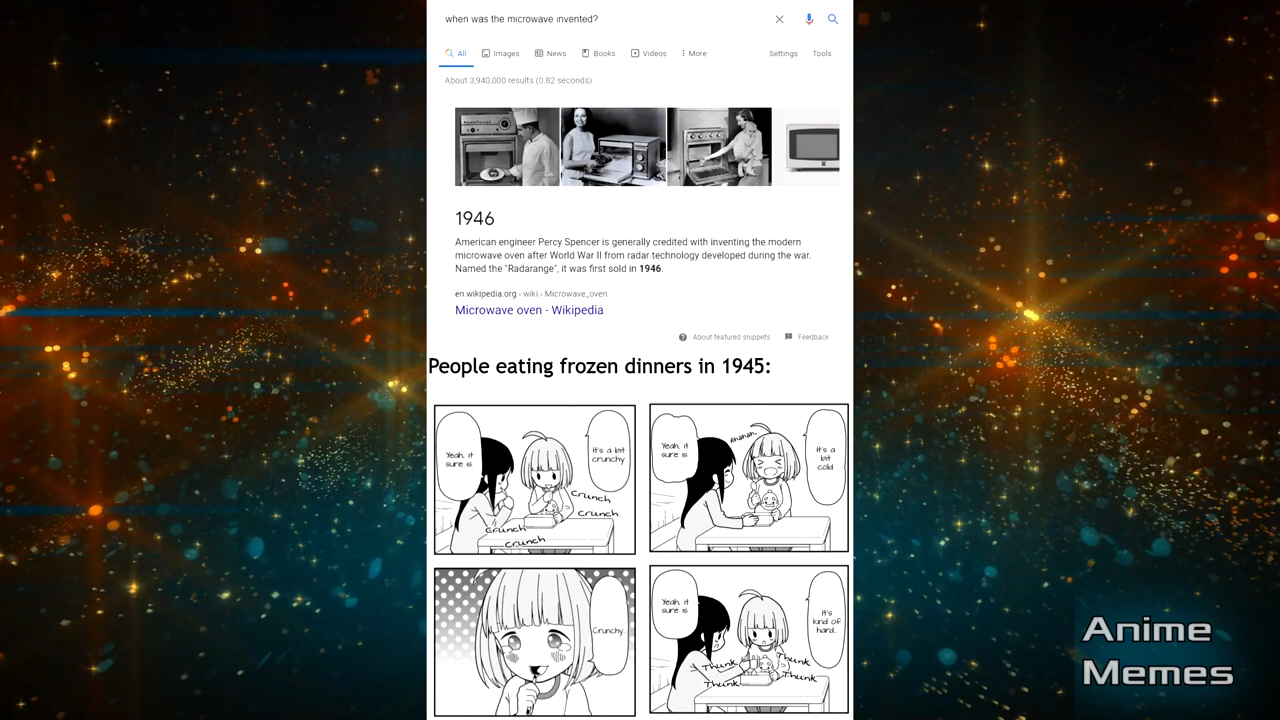 when was the microwave invented?
All Images News Books Videos More Settings Tools
About 3,940,000 results (0.82 seconds)
1946
American engineer Percy Spencer is generally credited with inventing the modern
microwave oven after World War II from radar technology developed during the war.
Named the "Radarange", it was first sold in 1946.
en.wikipedia.org › wiki › Microwave_oven
Microwave oven - Wikipedia
About featured snippets Feedback
People eating frozen dinners in 1945:
It's a bit
crunchy
Yeah, it
sure is.
Crunch
Crunch
Crunch
Crunch
It's a
bit
cold
Ahahah.
Yeah, it
sure is.
Crunchy.
It's
kind of
hard...
Yeah, it
sure is.
Thunk
Thunk
Thunk
Thunk
Anime
Memes